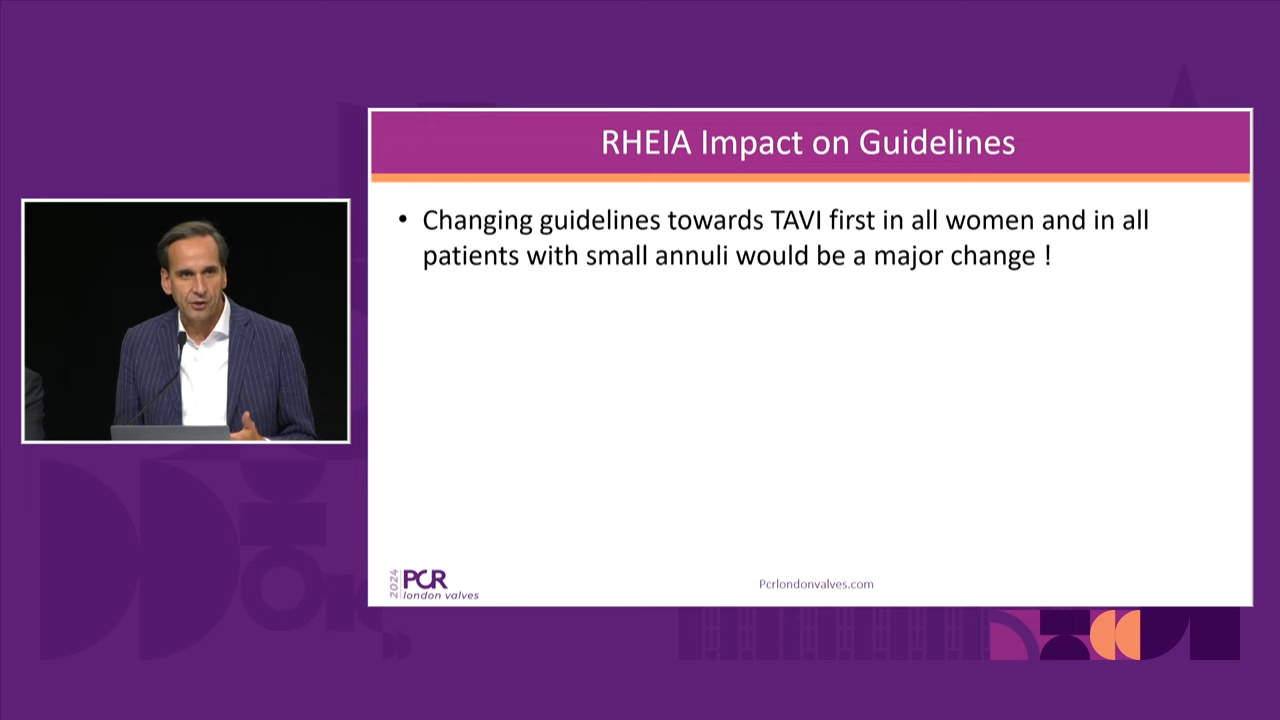 RHEIA Impact on Guidelines
• Changing guidelines towards TAVI first in all women and in all
patients with small annuli would be a major change !
2024
PCR
london valves
Pcrlondonvalves.com